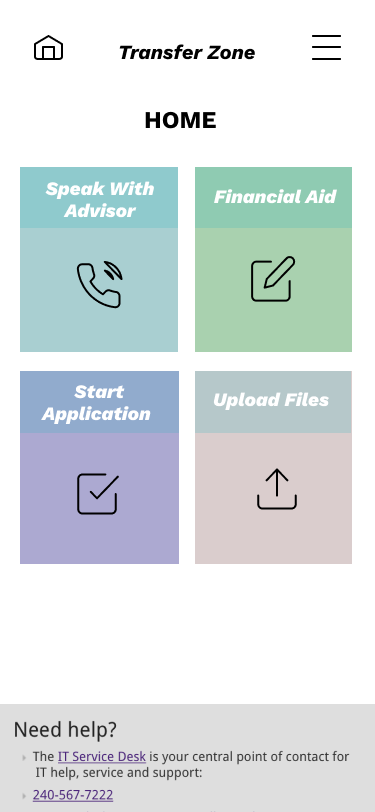 Transfer Zone
HOME
Speak With
Advisor
Financial Aid
Start
Application
Upload Files
Need help?
The IT Service Desk is your central point of contact for
IT help, service and support:
240-567-7222